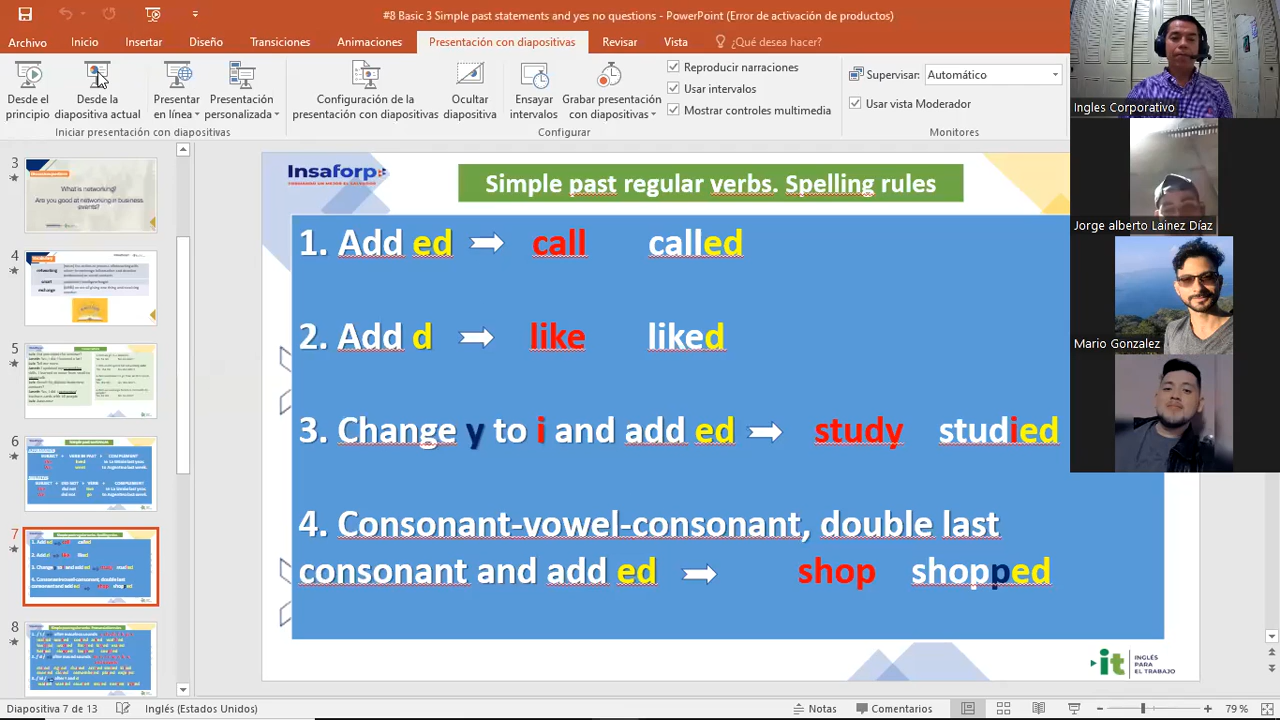 #8 Basic 3 Simple past statements and yes no questions - PowerPoint (Error de activación de productos)
Archivo Inicio Insertar Diseño Transiciones Animaciones Presentación con diapositivas Revisar Vista ¿Qué desea hacer?
Desde el principio
Desde la diapositiva actual
Presentar en línea
Presentación personalizada
Configuración de la presentación con diapositivas
Ocultar diapositiva
Ensayar intervalos
Grabar presentación con diapositivas
Reproducir narraciones
Usar intervalos
Mostrar controles multimedia
Supervisar: Automático
Usar vista Moderador
Iniciar presentación con diapositivas Configurar Monitores
Ingles Corporativo
Jorge alberto Lainez Díaz
Mario Gonzalez
3
What is networking?
Are you good at networking in business events?
4
5
6
7
8
Insaforp
Simple past regular verbs. Spelling rules
1. Add ed call called
2. Add d like liked
3. Change y to i and add ed study studied
4. Consonant-vowel-consonant, double last
consonant and add ed shop shopped
it INGLÉS
PARA
EL TRABAJO
Diapositiva 7 de 13 Inglés (Estados Unidos) Notas Comentarios 79 %